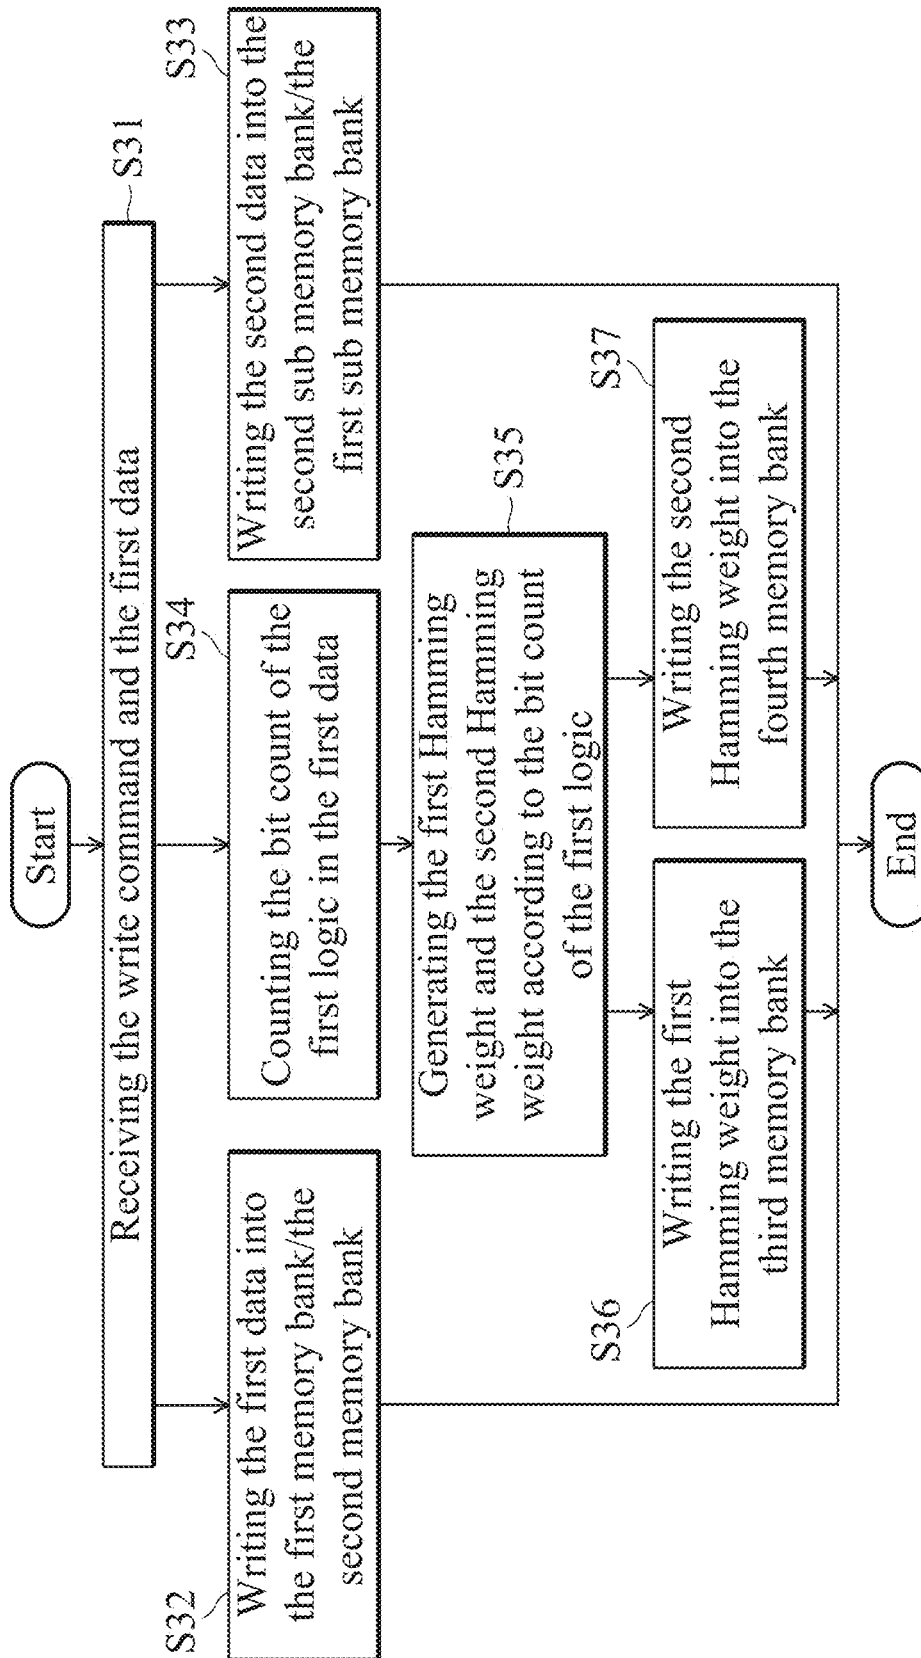 Start
S31
Receiving the write command and the first data
S32
Writing the first data into
the first memory bank/the
second memory bank
S34
Counting the bit count of the
first logic in the first data
S33
Writing the second data into the
second sub memory bank/the
first sub memory bank
S35
Generating the first Hamming
weight and the second Hamming
weight according to the bit count
of the first logic
S36
Writing the first
Hamming weight into the
third memory bank
S37
Writing the second
Hamming weight into the
fourth memory bank
End